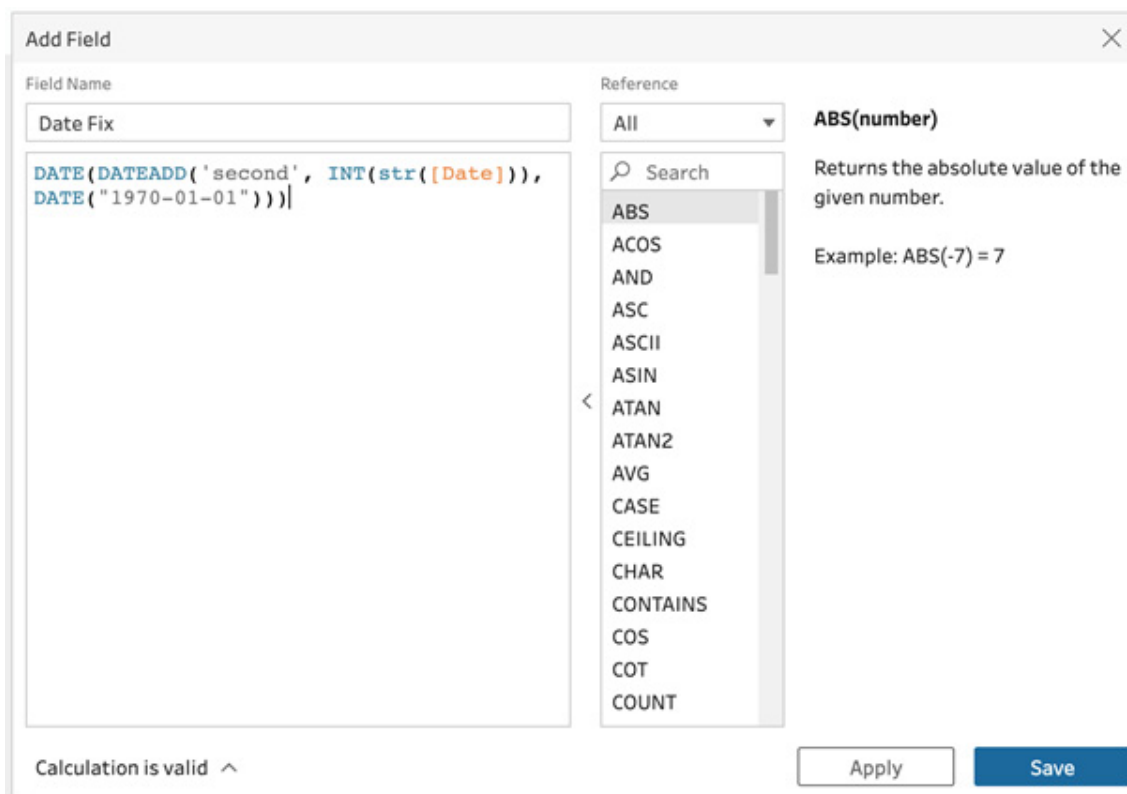 Add Field
Field Name
Date Fix
DATE(DATEADD('second', INT(str([Date])),
DATE("1970-01-01")))
Reference
All
Search
ABS
ACOS
AND
ASC
ASCII
ASIN
ATAN
ATAN2
AVG
CASE
CEILING
CHAR
CONTAINS
COS
COT
COUNT
ABS(number)
Returns the absolute value of the
given number.
Example: ABS(-7) = 7
Calculation is valid
Apply
Save